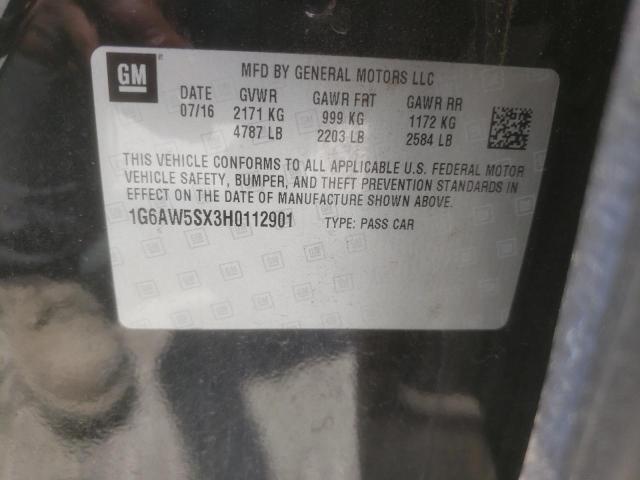 GM ® MFD BY GENERAL MOTORS LLC
DATE GVWR GAWR FRT GAWR RR
07/16 2171 KG 999 KG 1172 KG
4787 LB 2203 LB 2584 LB
THIS VEHICLE CONFORMS TO ALL APPLICABLE U.S. FEDERAL MOTOR
VEHICLE SAFETY, BUMPER, AND THEFT PREVENTION STANDARDS IN
EFFECT ON THE DATE OF MANUFACTURE SHOWN ABOVE.
1G6AW5SX3H0112901 TYPE: PASS CAR